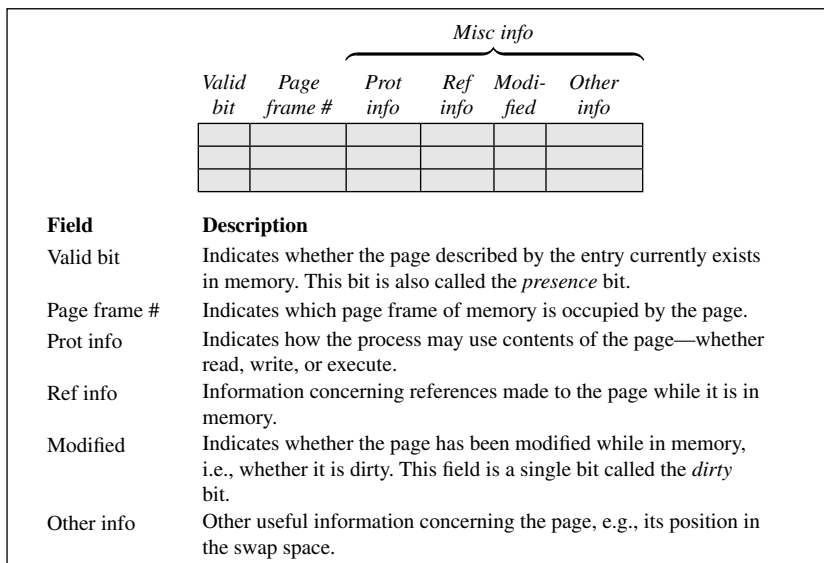 Misc info
Valid bit
Page frame #
Prot info
Ref info
Modi-fied
Other info
Field Description
Valid bit Indicates whether the page described by the entry currently exists
in memory. This bit is also called the presence bit.
Page frame # Indicates which page frame of memory is occupied by the page.
Prot info Indicates how the process may use contents of the page—whether
read, write, or execute.
Ref info Information concerning references made to the page while it is in
memory.
Modified Indicates whether the page has been modified while in memory,
i.e., whether it is dirty. This field is a single bit called the dirty
bit.
Other info Other useful information concerning the page, e.g., its position in
the swap space.